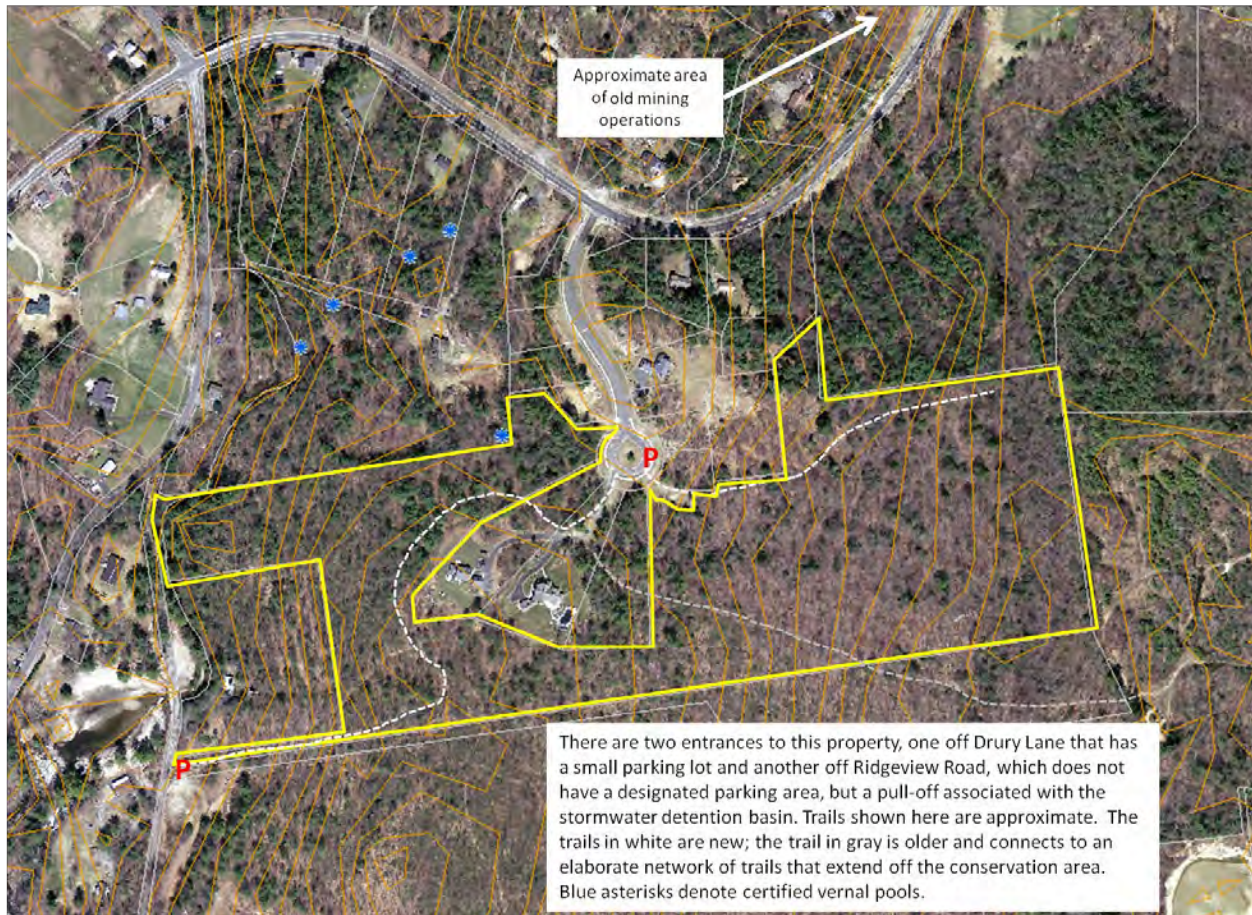 Approximate area
of old mining
operations
P
P
There are two entrances to this property, one off Drury Lane that has
a small parking lot and another off Ridgeview Road, which does not
have a designated parking area, but a pull-off associated with the
stormwater detention basin. Trails shown here are approximate.  The
trails in white are new; the trail in gray is older and connects to an
elaborate network of trails that extend off the conservation area.
Blue asterisks denote certified vernal pools.